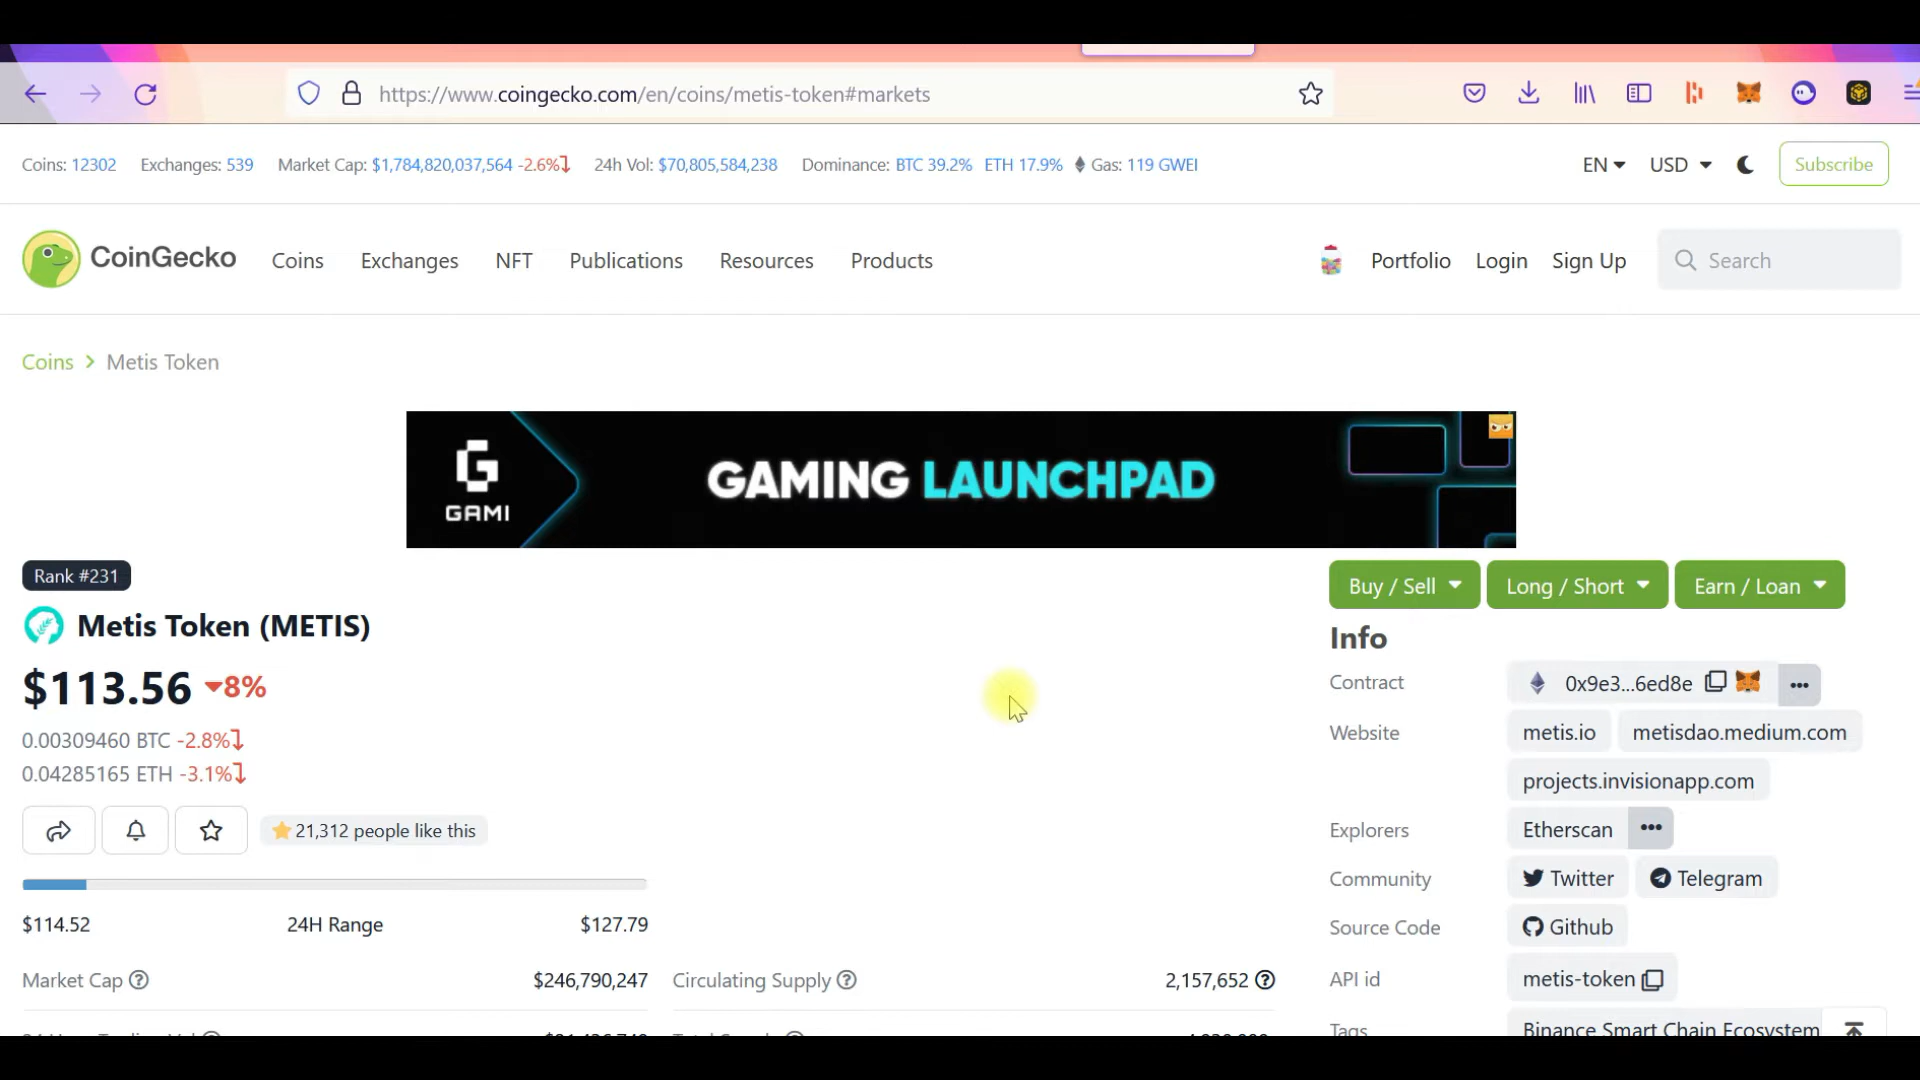 https://www.coingecko.com/en/coins/metis-token#markets
Coins: 12302 Exchanges: 539 Market Cap: $1,784,820,037,564 -2.6% 24h Vol: $70,805,584,238 Dominance: BTC 39.2% ETH 17.9% Gas: 119 GWEI EN USD Subscribe
CoinGecko Coins Exchanges NFT Publications Resources Products Portfolio Login Sign Up Search
Coins > Metis Token
G GAMI GAMING LAUNCHPAD
Rank #231
Metis Token (METIS)
$113.56 8%
0.00309460 BTC -2.8%
0.04285165 ETH -3.1%
21,312 people like this
$114.52 24H Range $127.79
Market Cap ? $246,790,247 Circulating Supply ? 2,157,652 ?
Buy / Sell Long / Short Earn / Loan
Info
Contract 0x9e3...6ed8e •••
Website metis.io metisdao.medium.com
projects.invisionapp.com
Explorers Etherscan •••
Community Twitter Telegram
Source Code Github
API id metis-token
Tags Binance Smart Chain Ecosystem